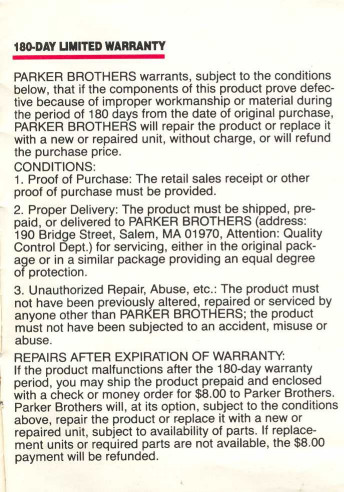 180-DAY LIMITED WARRANTY
PARKER BROTHERS warrants, subject to the conditions
below, that if the components of this product prove defec-
tive because of improper workmanship or material during
the period of 180 days from the date of original purchase,
PARKER BROTHERS will repair the product or replace it
with a new or repaired unit, without charge, or will refund
the purchase price.
CONDITIONS:
1. Proof of Purchase: The retail sales receipt or other
proof of purchase must be provided.
2. Proper Delivery: The product must be shipped, pre-
paid, or delivered to PARKER BROTHERS (address:
190 Bridge Street, Salem, MA 01970, Attention: Quality
Control Dept.) for servicing, either in the original pack-
age or in a similar package providing an equal degree
of protection.
3. Unauthorized Repair, Abuse, etc.: The product must
not have been previously altered, repaired or serviced by
anyone other than PARKER BROTHERS; the product
must not have been subjected to an accident, misuse or
abuse.
REPAIRS AFTER EXPIRATION OF WARRANTY:
If the product malfunctions after the 180-day warranty
period, you may ship the product prepaid and enclosed
with a check or money order for $8.00 to Parker Brothers.
Parker Brothers will, at its option, subject to the conditions
above, repair the product or replace it with a new or
repaired unit, subject to availability of parts. If replace-
ment units or required parts are not available, the $8.00
payment will be refunded.